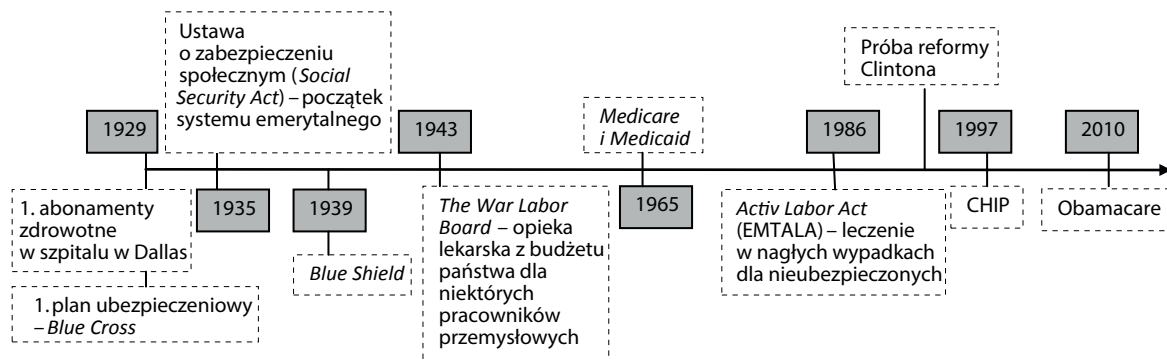 1929
1. abonamenty
zdrowotne
w szpitalu w Dallas
1. plan ubezpieczeniowy
– Blue Cross
Ustawa
o zabezpieczeniu
społecznym (Social
Security Act) – początek
systemu emerytalnego
1935
1939
Blue Shield
1943
The War Labor
Board – opieka
lekarska z budżetu
państwa dla
niektórych
pracowników
przemysłowych
Medicare
i Medicaid
1965
1986
Activ Labor Act
(EMTALA) – leczenie
w nagłych wypadkach
dla nieubezpieczonych
Próba reformy
Clintona
1997
CHIP
2010
Obamacare